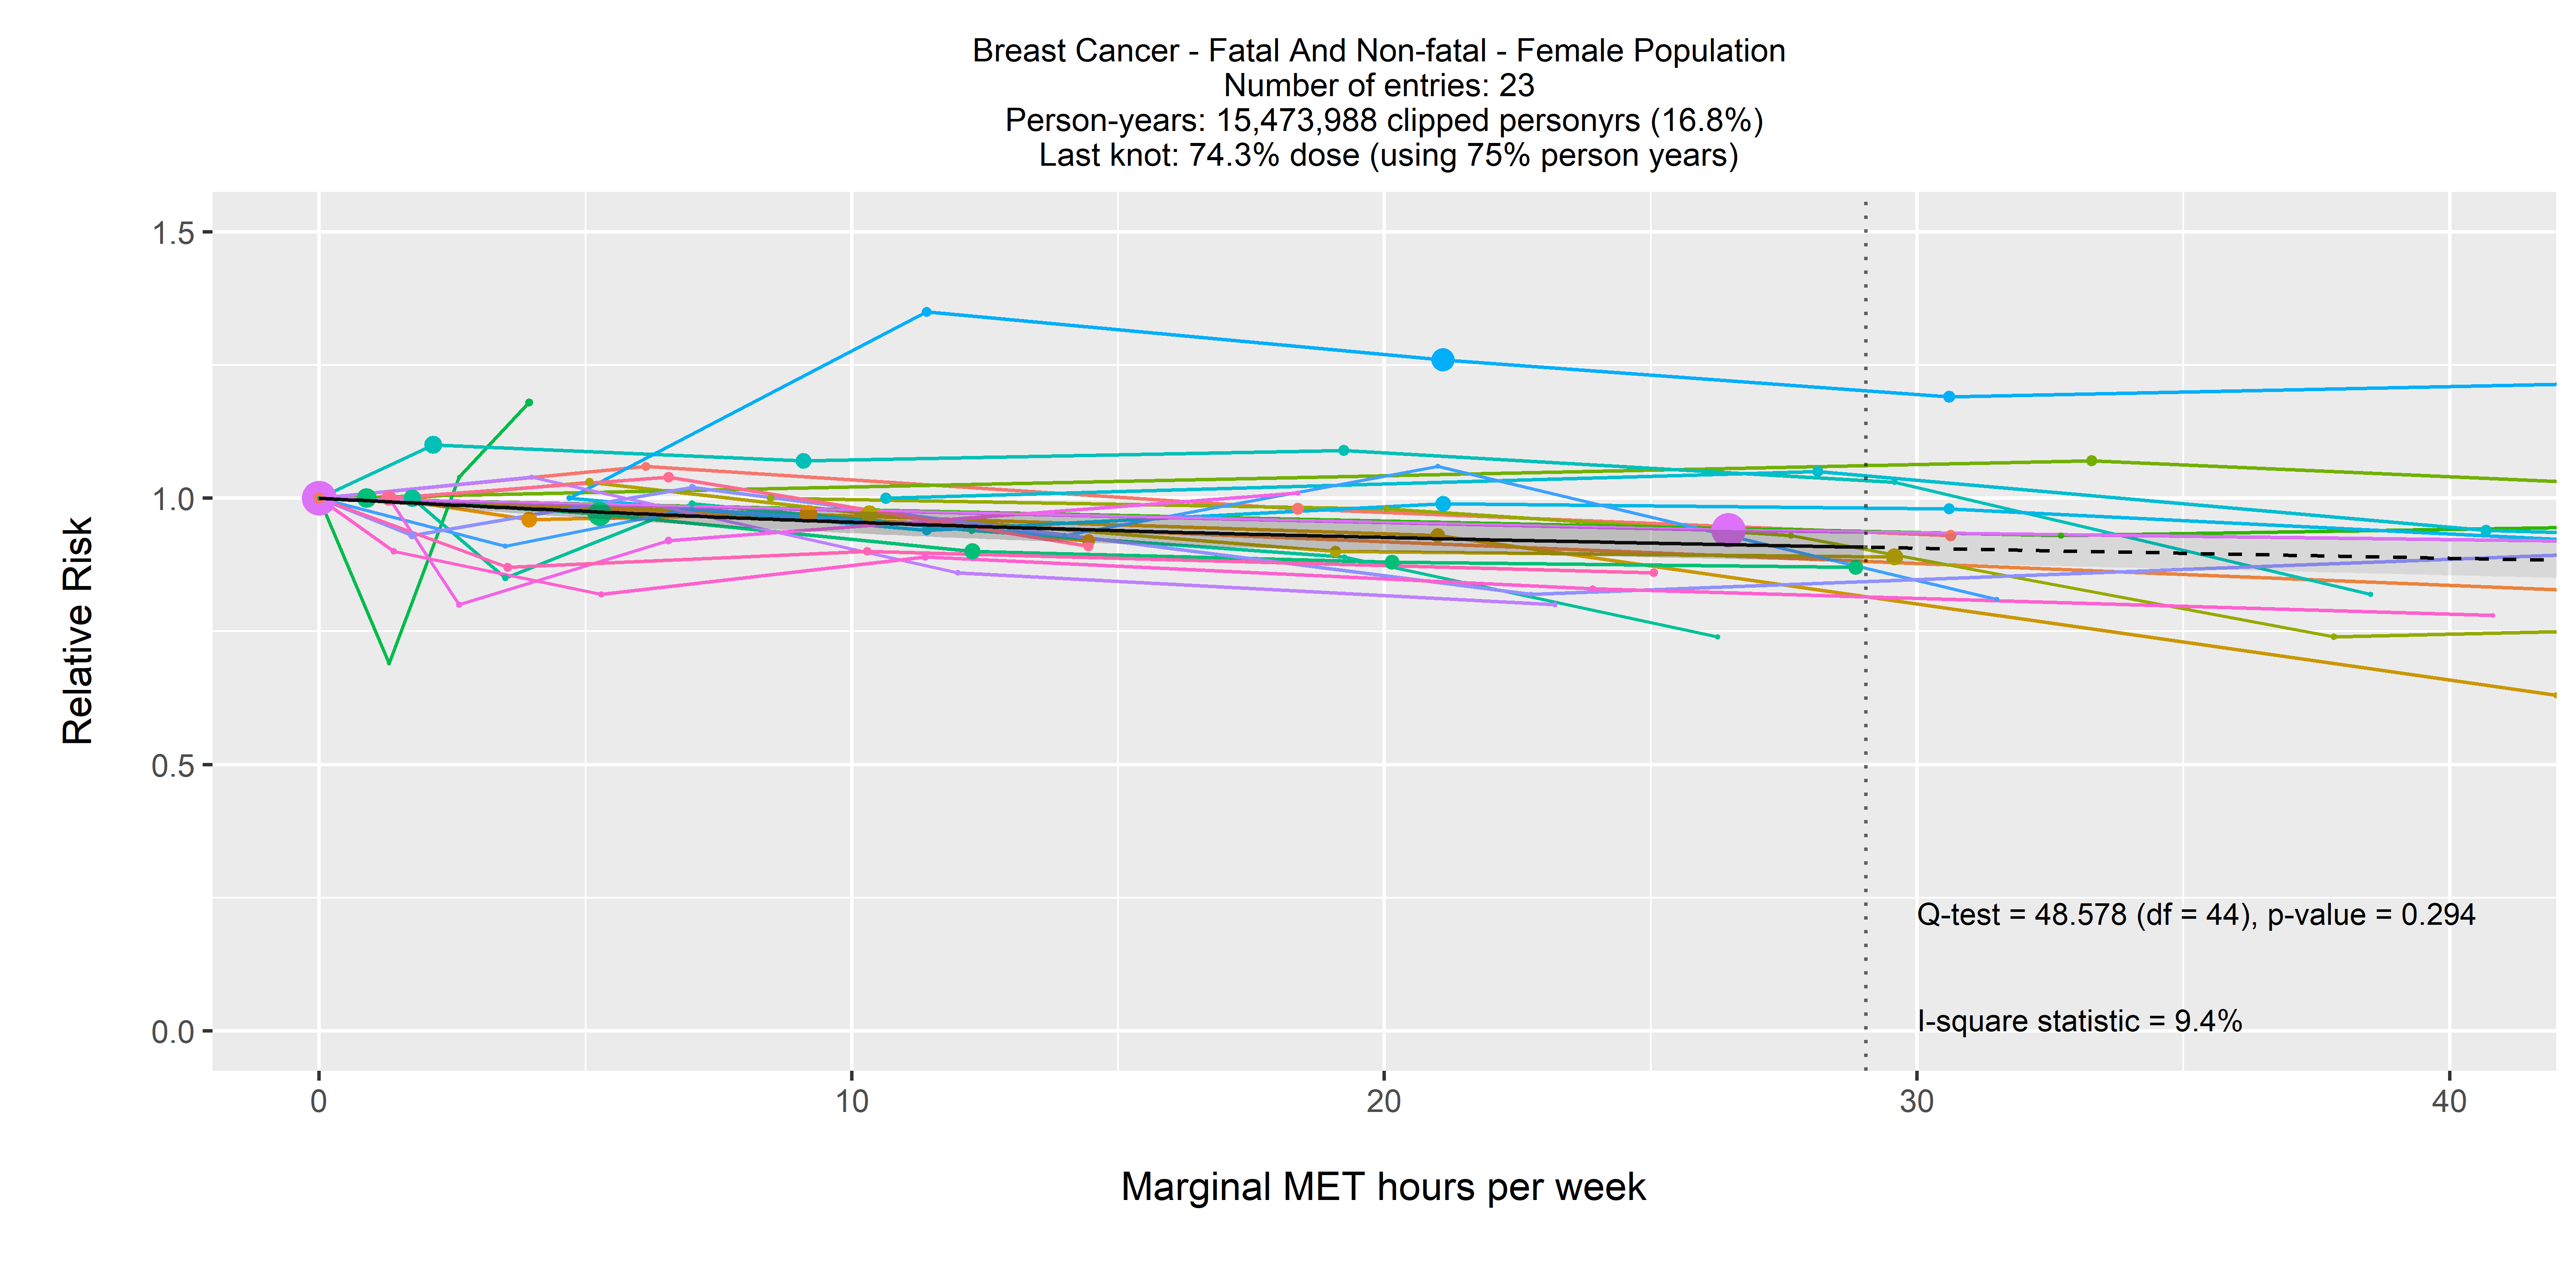 Breast Cancer - Fatal And Non-fatal - Female Population
Number of entries: 23
Person-years: 15,473,988 clipped personyrs (16.8%)
Last knot: 74.3% dose (using 75% person years)
1.5
1.0
0.5
0.0
Relative Risk
Q-test = 48.578 (df = 44), p-value = 0.294
I-square statistic = 9.4%
0 10 20 30 40
Marginal MET hours per week